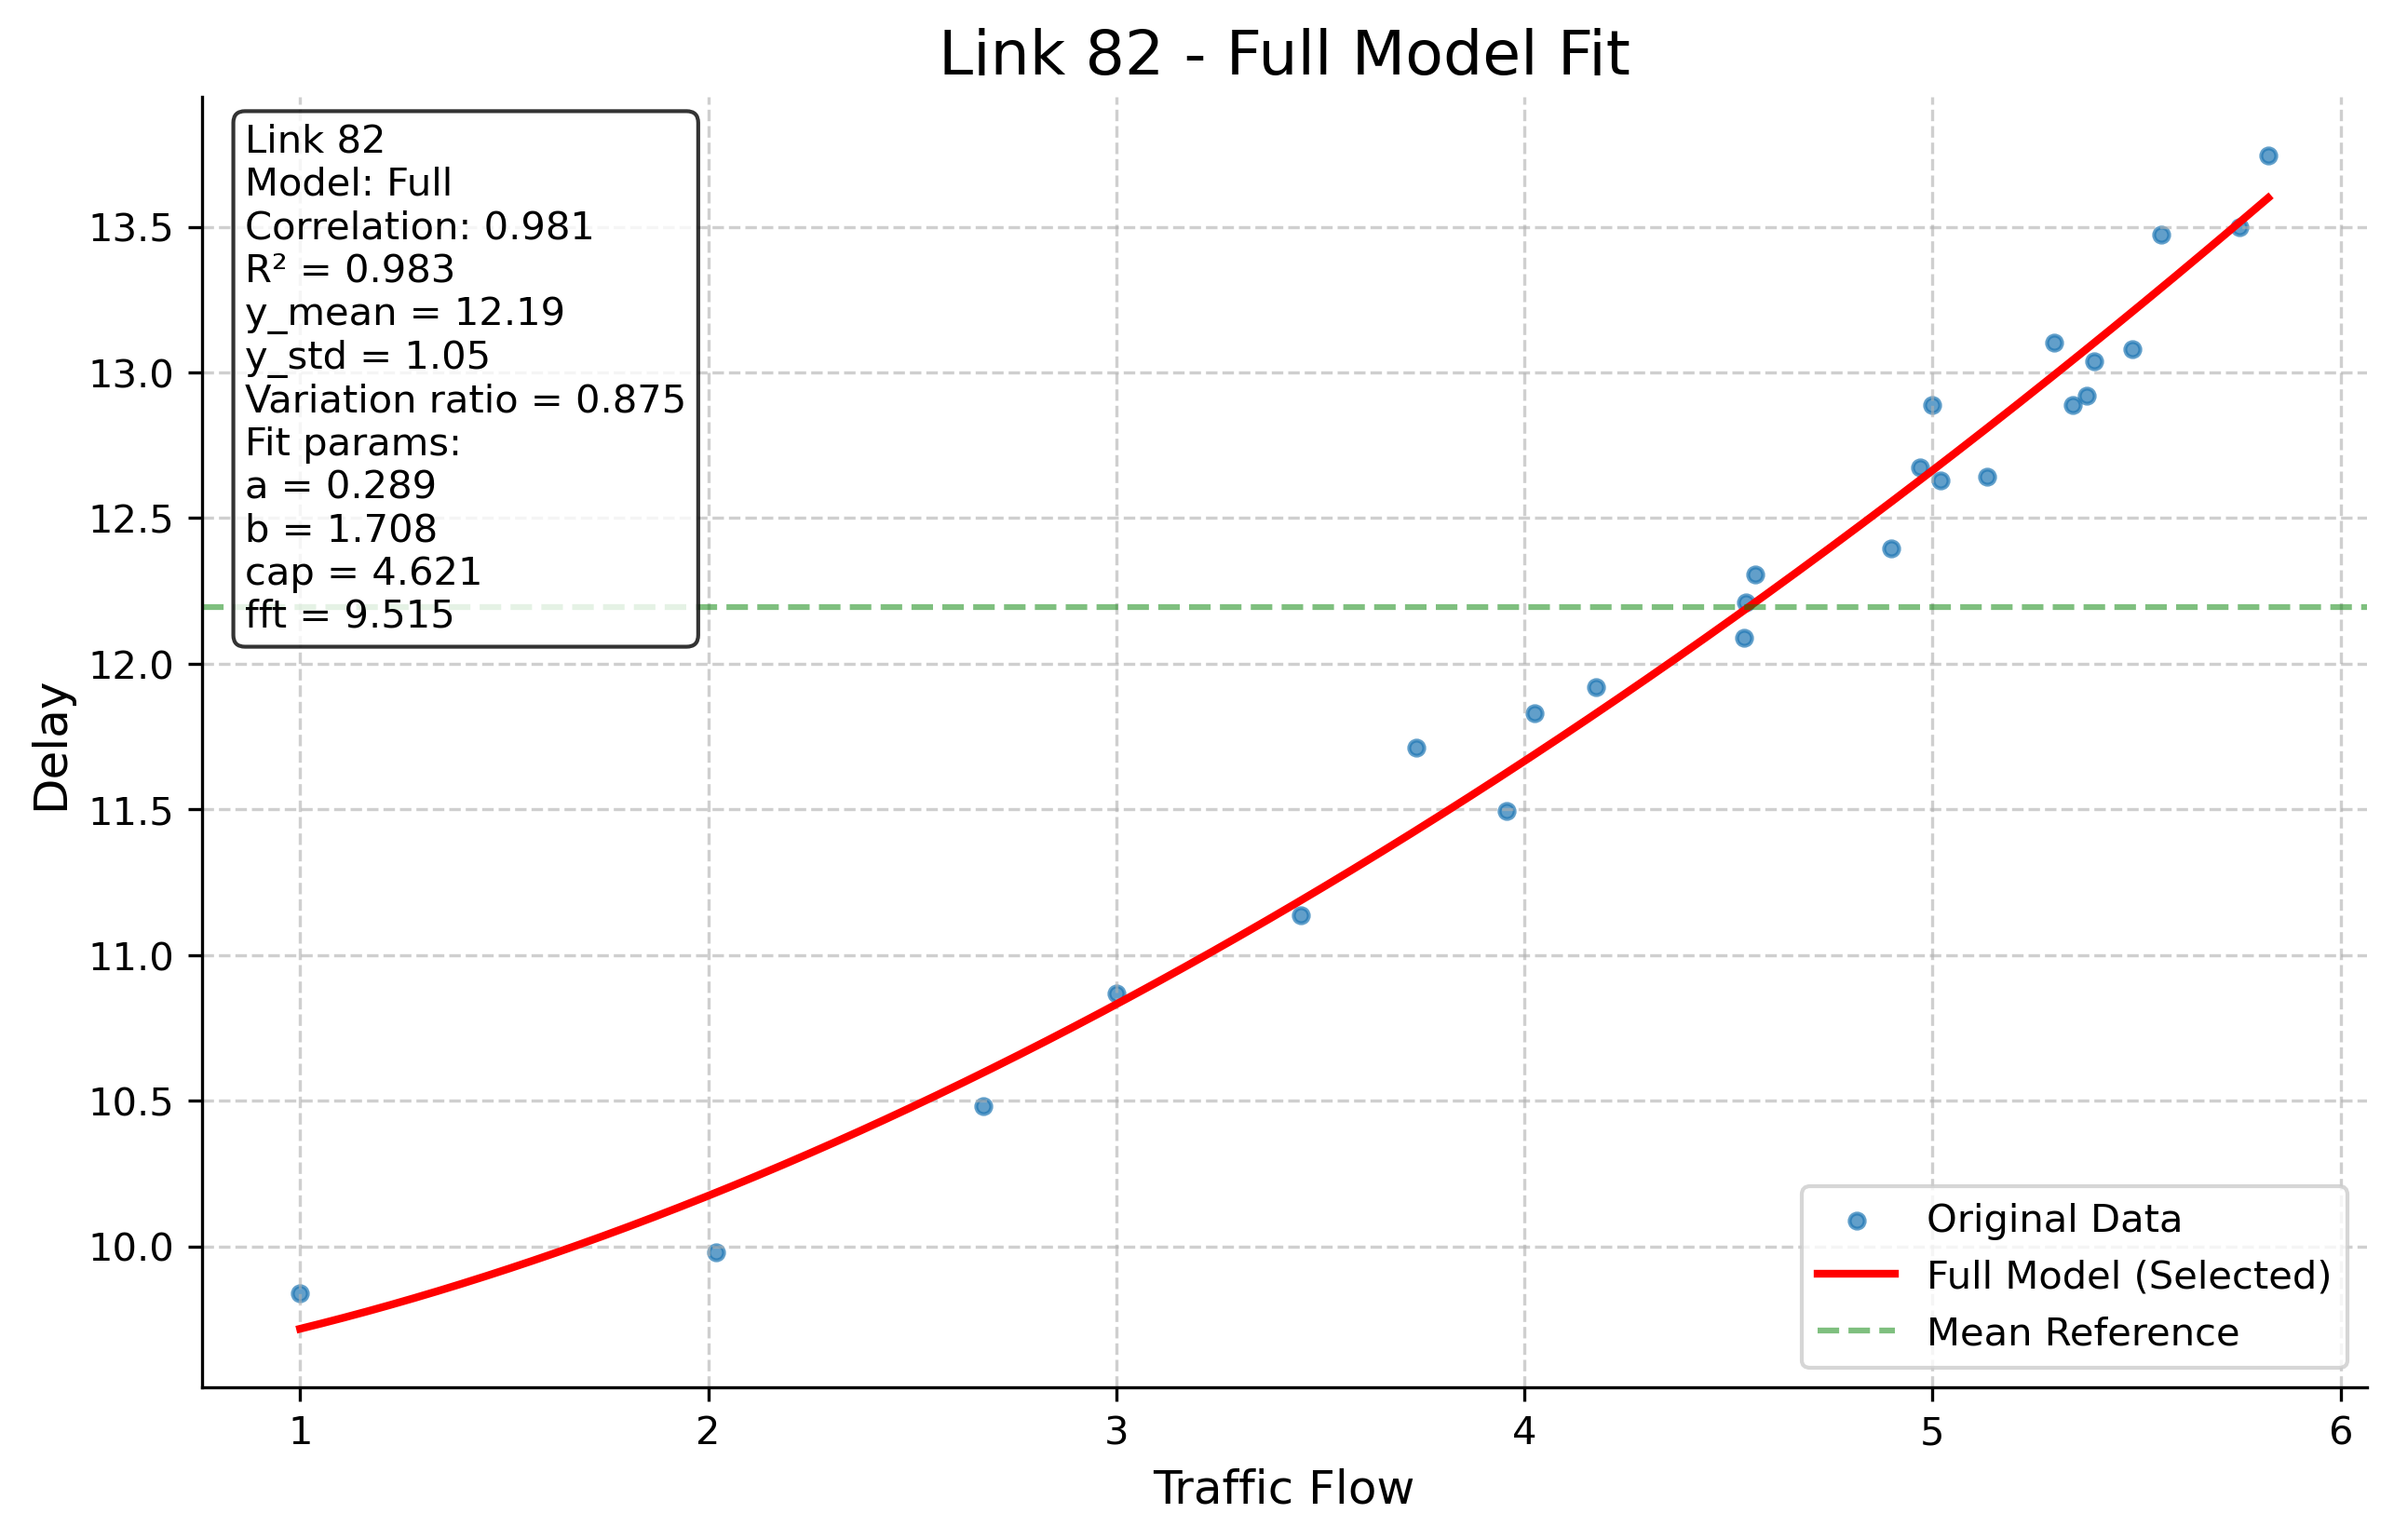 Link 82 - Full Model Fit
Link 82
Model: Full
Correlation: 0.981
R² = 0.983
y_mean = 12.19
y_std = 1.05
Variation ratio = 0.875
Fit params:
a = 0.289
b = 1.708
cap = 4.621
fft = 9.515
13.5
13.0
12.5
12.0
11.5
11.0
10.5
10.0
Delay
Original Data
Full Model (Selected)
Mean Reference
1 2 3 4 5 6
Traffic Flow